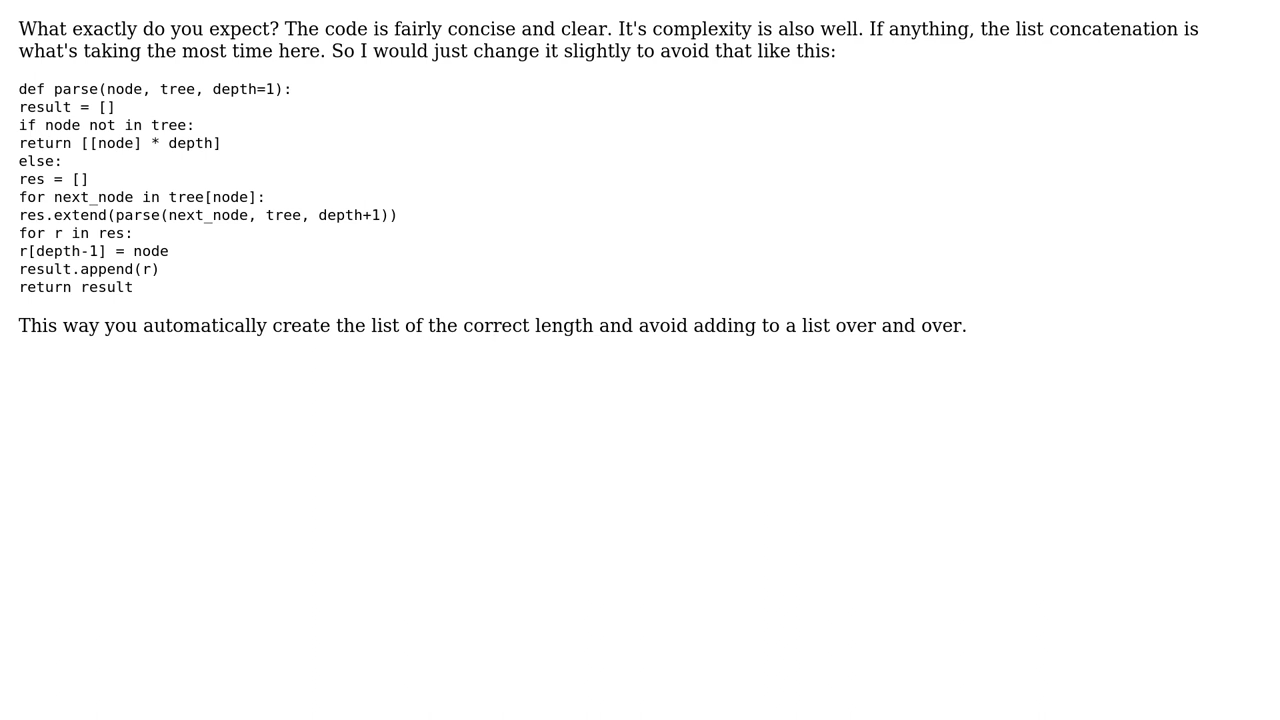 What exactly do you expect? The code is fairly concise and clear. It's complexity is also well. If anything, the list concatenation is
what's taking the most time here. So I would just change it slightly to avoid that like this:
def parse(node, tree, depth=1):
result = []
if node not in tree:
return [[node] * depth]
else:
res = []
for next_node in tree[node]:
res.extend(parse(next_node, tree, depth+1))
for r in res:
r[depth-1] = node
result.append(r)
return result
This way you automatically create the list of the correct length and avoid adding to a list over and over.